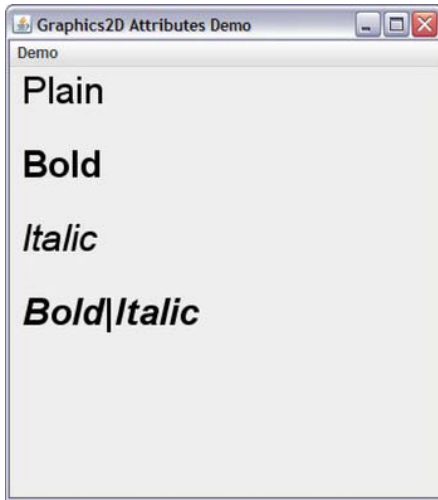 Graphics2D Attributes Demo
Demo
Plain
Bold
Italic
Bold|Italic